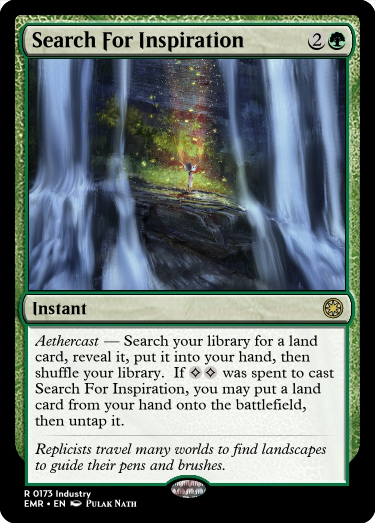 Search For Inspiration 2
Instant
Aethercast — Search your library for a land
card, reveal it, put it into your hand, then
shuffle your library. If was spent to cast
Search For Inspiration, you may put a land
card from your hand onto the battlefield,
then untap it.
Replicists travel many worlds to find landscapes
to guide their pens and brushes.
R 0173 Industry
EMR • EN Pulak Nath